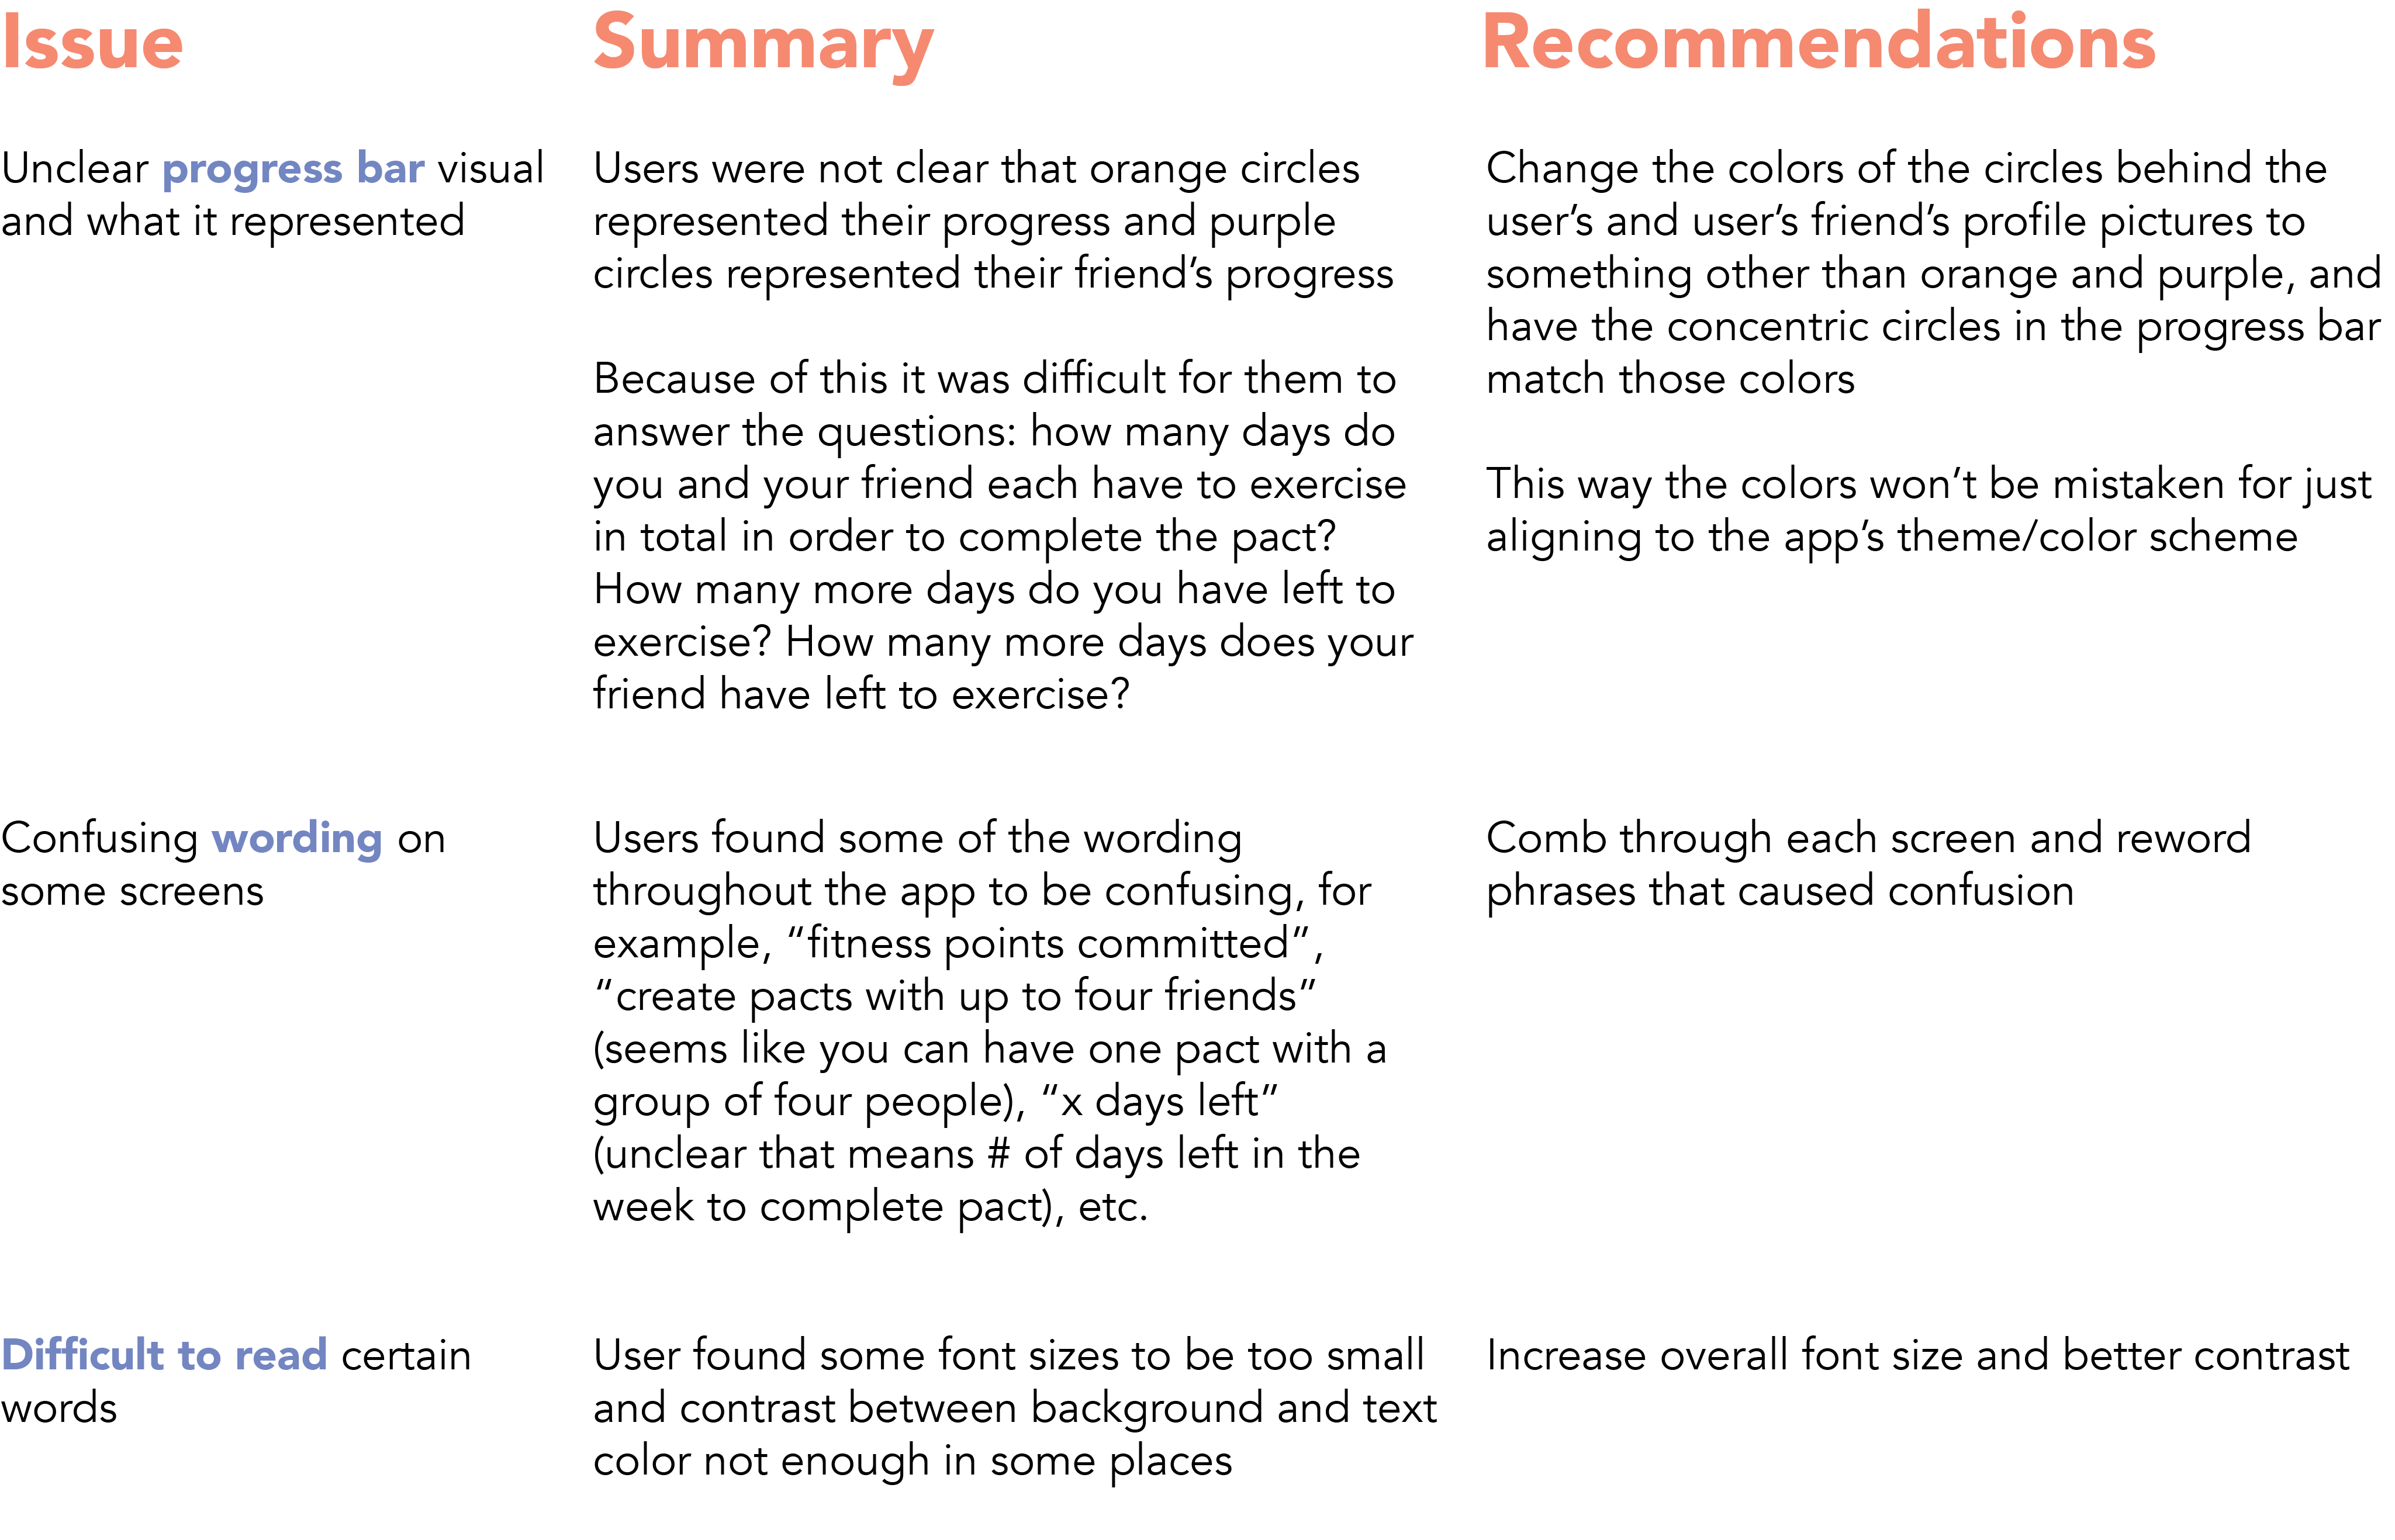 Issue
Summary
Recommendations
Unclear progress bar visual
and what it represented
Users were not clear that orange circles
represented their progress and purple
circles represented their friend’s progress
Because of this it was difficult for them to
answer the questions: how many days do
you and your friend each have to exercise
in total in order to complete the pact?
How many more days do you have left to
exercise? How many more days does your
friend have left to exercise?
Change the colors of the circles behind the
user’s and user’s friend’s profile pictures to
something other than orange and purple, and
have the concentric circles in the progress bar
match those colors
This way the colors won’t be mistaken for just
aligning to the app’s theme/color scheme
Confusing wording on
some screens
Users found some of the wording
throughout the app to be confusing, for
example, “fitness points committed”,
“create pacts with up to four friends”
(seems like you can have one pact with a
group of four people), “x days left”
(unclear that means # of days left in the
week to complete pact), etc.
Comb through each screen and reword
phrases that caused confusion
Difficult to read certain
words
User found some font sizes to be too small
and contrast between background and text
color not enough in some places
Increase overall font size and better contrast